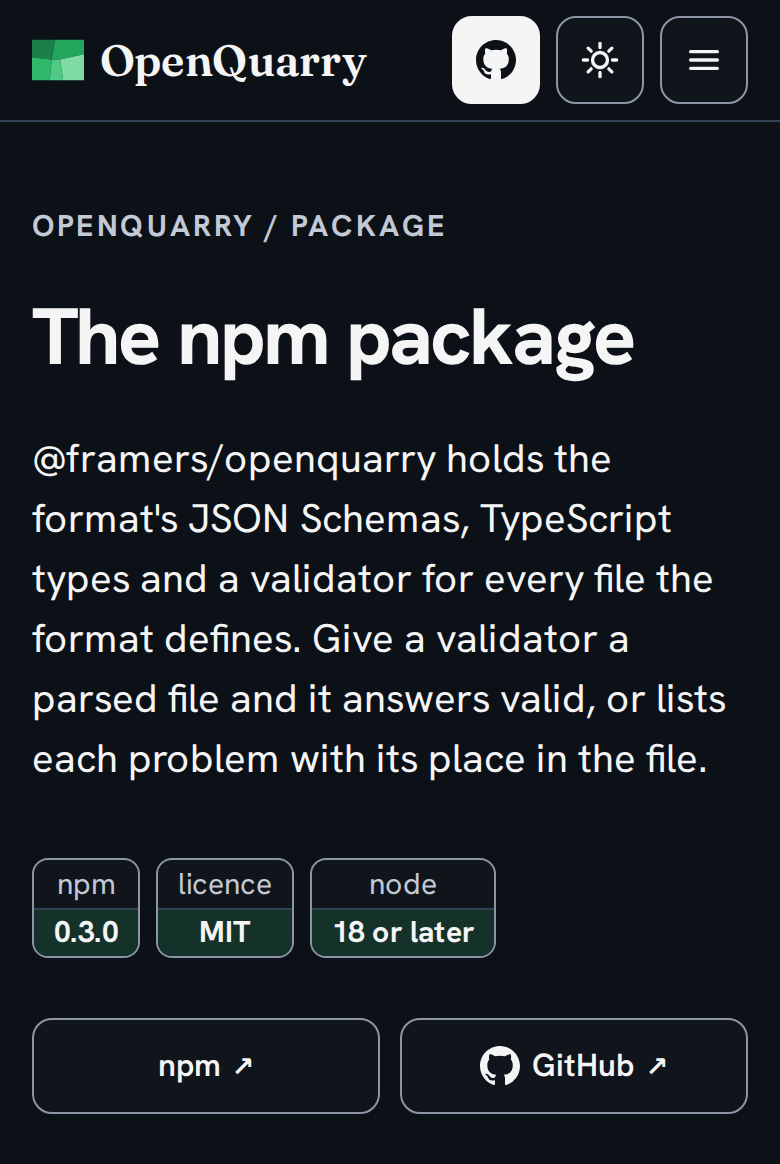 OpenQuarry
OPENQUARRY / PACKAGE
The npm package
@framers/openquarry holds the
format's JSON Schemas, TypeScript
types and a validator for every file the
format defines. Give a validator a
parsed file and it answers valid, or lists
each problem with its place in the file.
npm licence node
0.3.0 MIT 18 or later
npm ↗ GitHub ↗